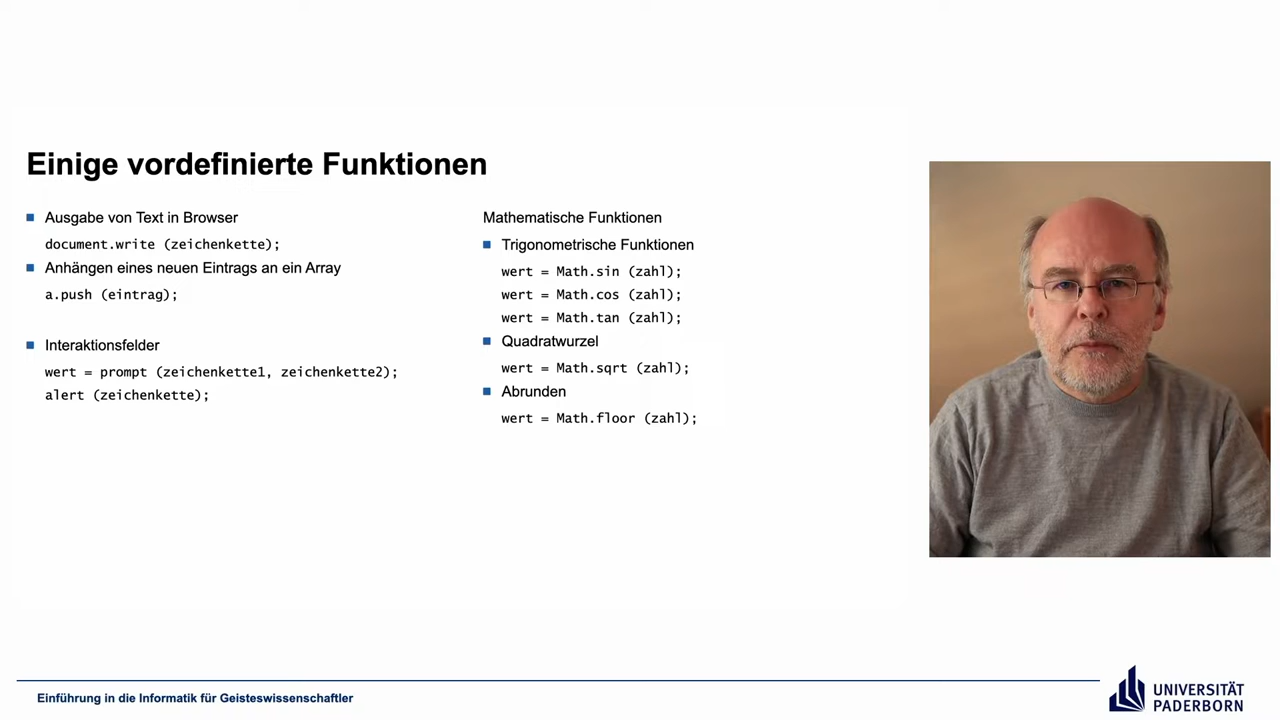 Einige vordefinierte Funktionen
Ausgabe von Text in Browser
document.write (zeichenkette);
Anhängen eines neuen Eintrags an ein Array
a.push (eintrag);
Interaktionsfelder
wert = prompt (zeichenkette1, zeichenkette2);
alert (zeichenkette);
Mathematische Funktionen
Trigonometrische Funktionen
wert = Math.sin (zahl);
wert = Math.cos (zahl);
wert = Math.tan (zahl);
Quadratwurzel
wert = Math.sqrt (zahl);
Abrunden
wert = Math.floor (zahl);
Einführung in die Informatik für Geisteswissenschaftler
UNIVERSITÄT
PADERBORN